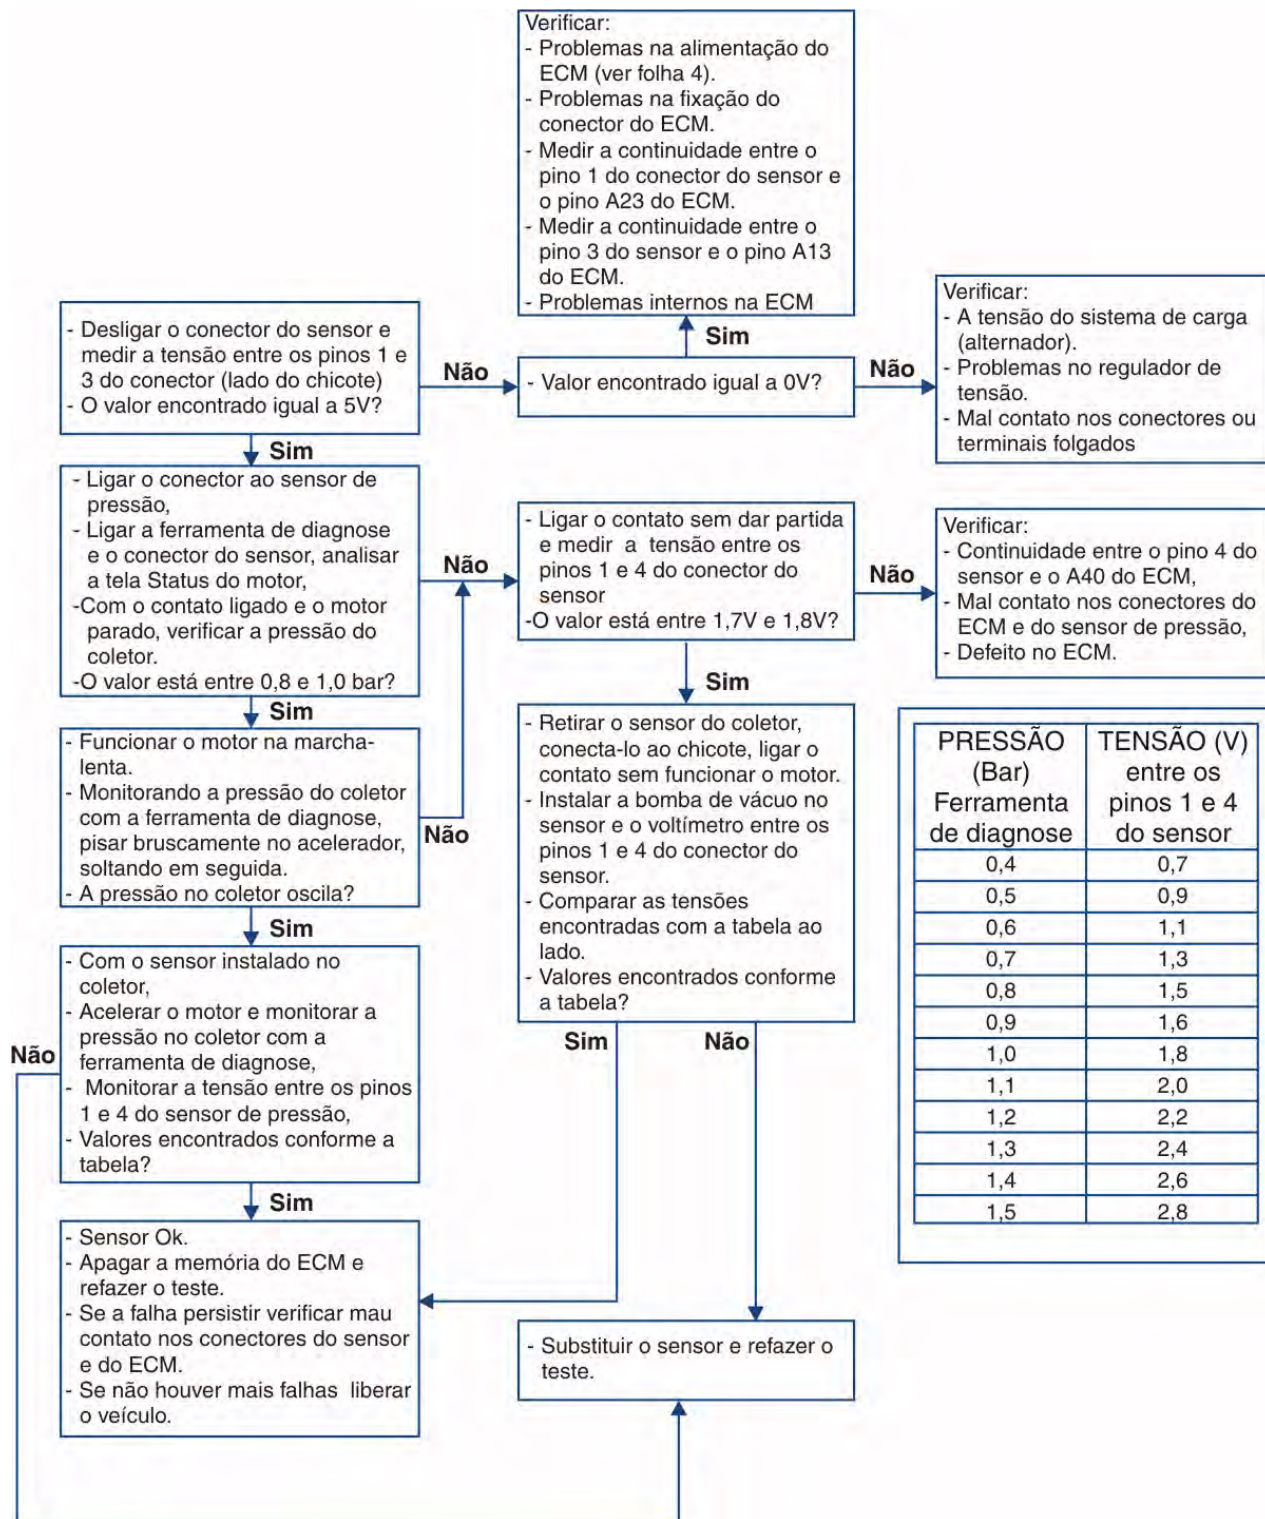 Verificar:
- Problemas na alimentação do
ECM (ver folha 4).
- Problemas na fixação do
conector do ECM.
- Medir a continuidade entre o
pino 1 do conector do sensor e
o pino A23 do ECM.
- Medir a continuidade entre o
pino 3 do sensor e o pino A13
do ECM.
- Problemas internos na ECM
- Desligar o conector do sensor e
medir a tensão entre os pinos 1 e
3 do conector (lado do chicote)
- O valor encontrado igual a 5V?
Não
Sim
- Valor encontrado igual a 0V?
Sim
Não
Verificar:
- A tensão do sistema de carga
(alternador).
- Problemas no regulador de
tensão.
- Mal contato nos conectores ou
terminais folgados
- Ligar o conector ao sensor de
pressão,
- Ligar a ferramenta de diagnose
e o conector do sensor, analisar
a tela Status do motor,
-Com o contato ligado e o motor
parado, verificar a pressão do
coletor.
-O valor está entre 0,8 e 1,0 bar?
Não
Sim
- Ligar o contato sem dar partida
e medir a tensão entre os
pinos 1 e 4 do conector do
sensor
-O valor está entre 1,7V e 1,8V?
Não
Sim
Verificar:
- Continuidade entre o pino 4 do
sensor e o A40 do ECM,
- Mal contato nos conectores do
ECM e do sensor de pressão,
- Defeito no ECM.
- Funcionar o motor na marcha-
lenta.
- Monitorando a pressão do coletor
com a ferramenta de diagnose,
pisar bruscamente no acelerador,
soltando em seguida.
- A pressão no coletor oscila?
Não
Sim
- Retirar o sensor do coletor,
conecta-lo ao chicote, ligar o
contato sem funcionar o motor.
- Instalar a bomba de vácuo no
sensor e o voltímetro entre os
pinos 1 e 4 do conector do
sensor.
- Comparar as tensões
encontradas com a tabela ao
lado.
- Valores encontrados conforme
a tabela?
Sim
Não
PRESSÃO
(Bar)
Ferramenta
de diagnose
TENSÃO (V)
entre os
pinos 1 e 4
do sensor
0,4 0,7
0,5 0,9
0,6 1,1
0,7 1,3
0,8 1,5
0,9 1,6
1,0 1,8
1,1 2,0
1,2 2,2
1,3 2,4
1,4 2,6
1,5 2,8
- Com o sensor instalado no
coletor,
- Acelerar o motor e monitorar a
pressão no coletor com a
ferramenta de diagnose,
- Monitorar a tensão entre os pinos
1 e 4 do sensor de pressão,
- Valores encontrados conforme a
tabela?
Não
Sim
- Sensor Ok.
- Apagar a memória do ECM e
refazer o teste.
- Se a falha persistir verificar mau
contato nos conectores do sensor
e do ECM.
- Se não houver mais falhas liberar
o veículo.
- Substituir o sensor e refazer o
teste.